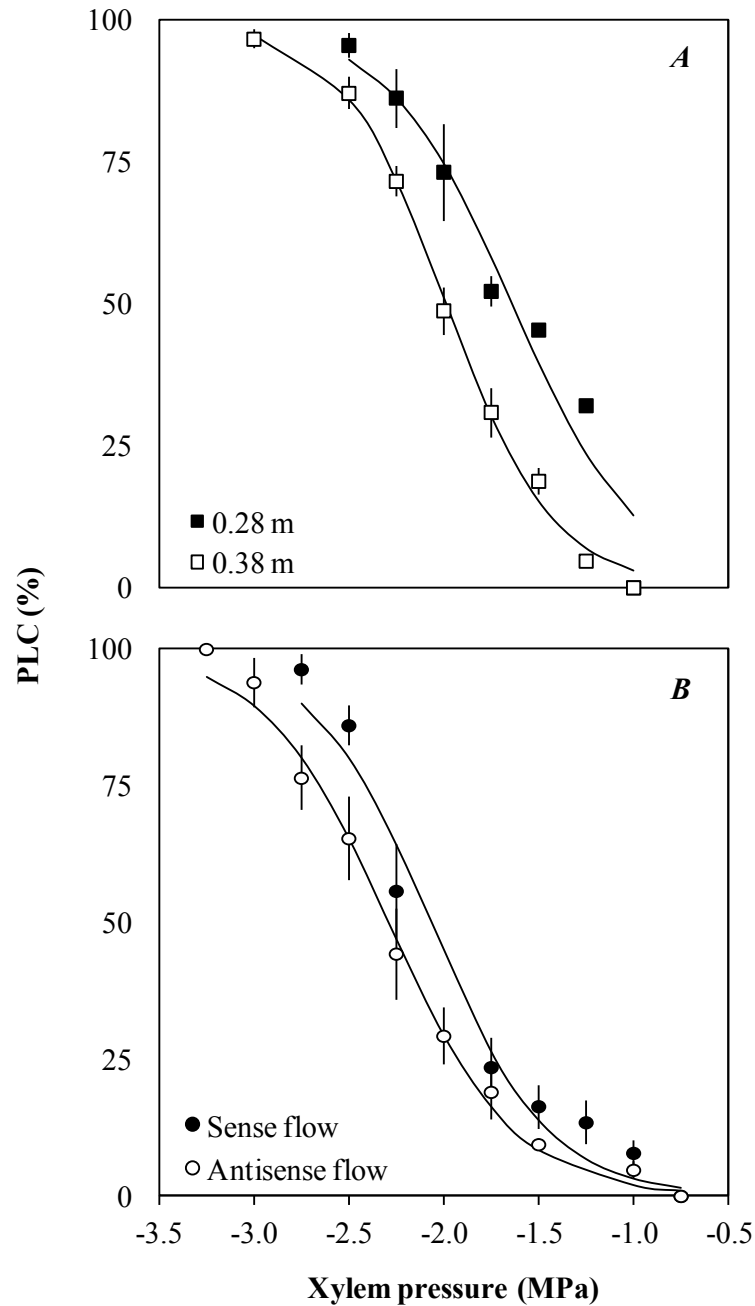 100
A
75
50
25
■ 0.28 m
□ 0.38 m
0
PLC (%)
100
B
75
50
25
● Sense flow
○ Antisense flow
0
-3.5 -3.0 -2.5 -2.0 -1.5 -1.0 -0.5
Xylem pressure (MPa)